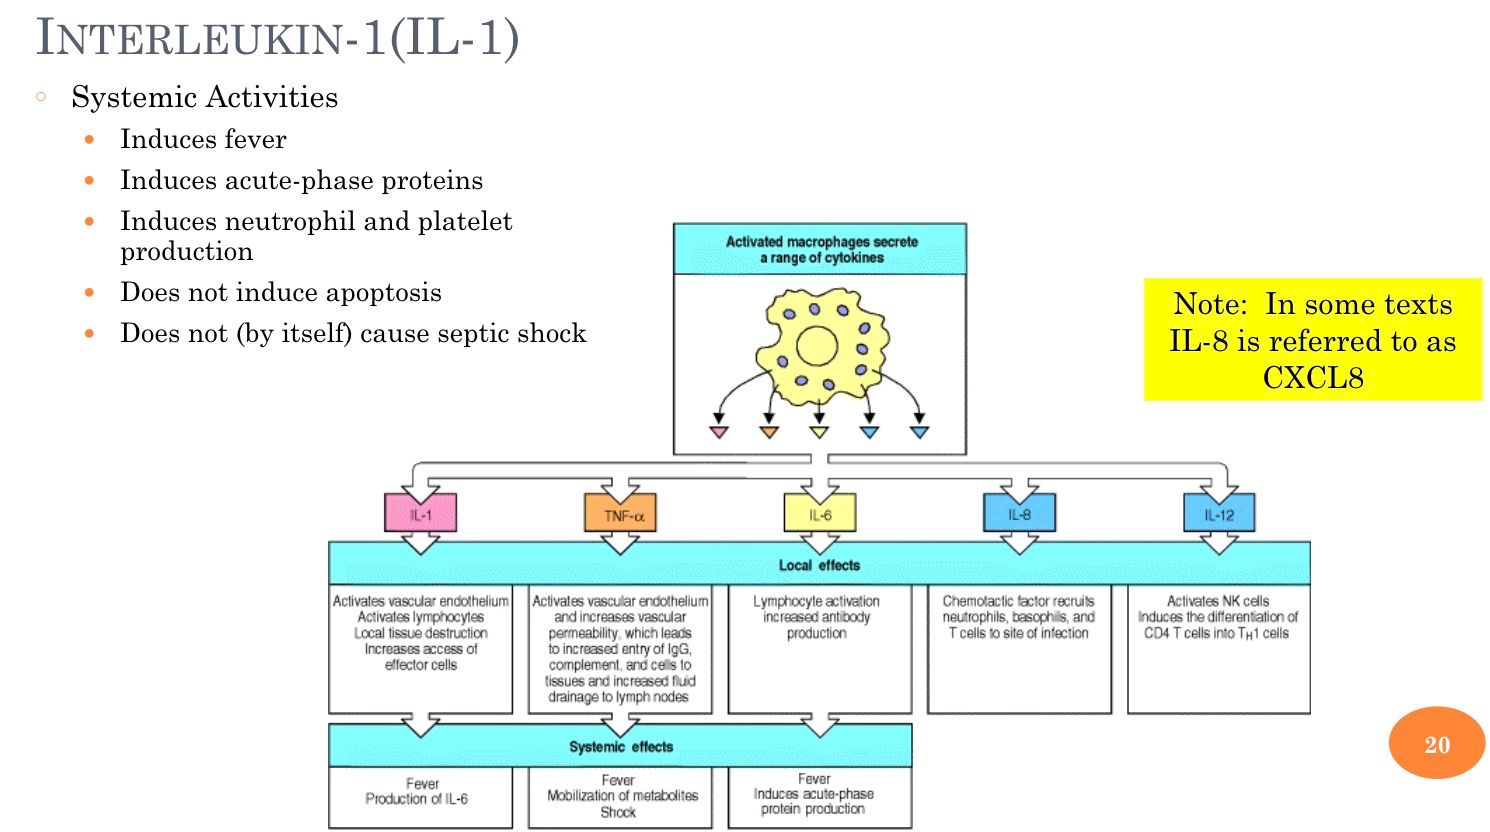 INTERLEUKIN-1(IL-1)
Systemic Activities
Induces fever
Induces acute-phase proteins
Induces neutrophil and platelet
production
Does not induce apoptosis
Does not (by itself) cause septic shock
Activated macrophages secrete
a range of cytokines
Note: In some texts
IL-8 is referred to as
CXCL8
IL-1
TNF-α
IL-6
IL-8
IL-12
Local effects
Activates vascular endothelium
Activates lymphocytes
Local tissue destruction
Increases access of
effector cells
Activates vascular endothelium
and increases vascular
permeability, which leads
to increased entry of IgG,
complement, and cells to
tissues and increased fluid
drainage to lymph nodes
Lymphocyte activation
increased antibody
production
Chemotactic factor recruits
neutrophils, basophils, and
T cells to site of infection
Activates NK cells
Induces the differentiation of
CD4 T cells into TH1 cells
Systemic effects
Fever
Production of IL-6
Fever
Mobilization of metabolites
Shock
Fever
Induces acute-phase
protein production
20